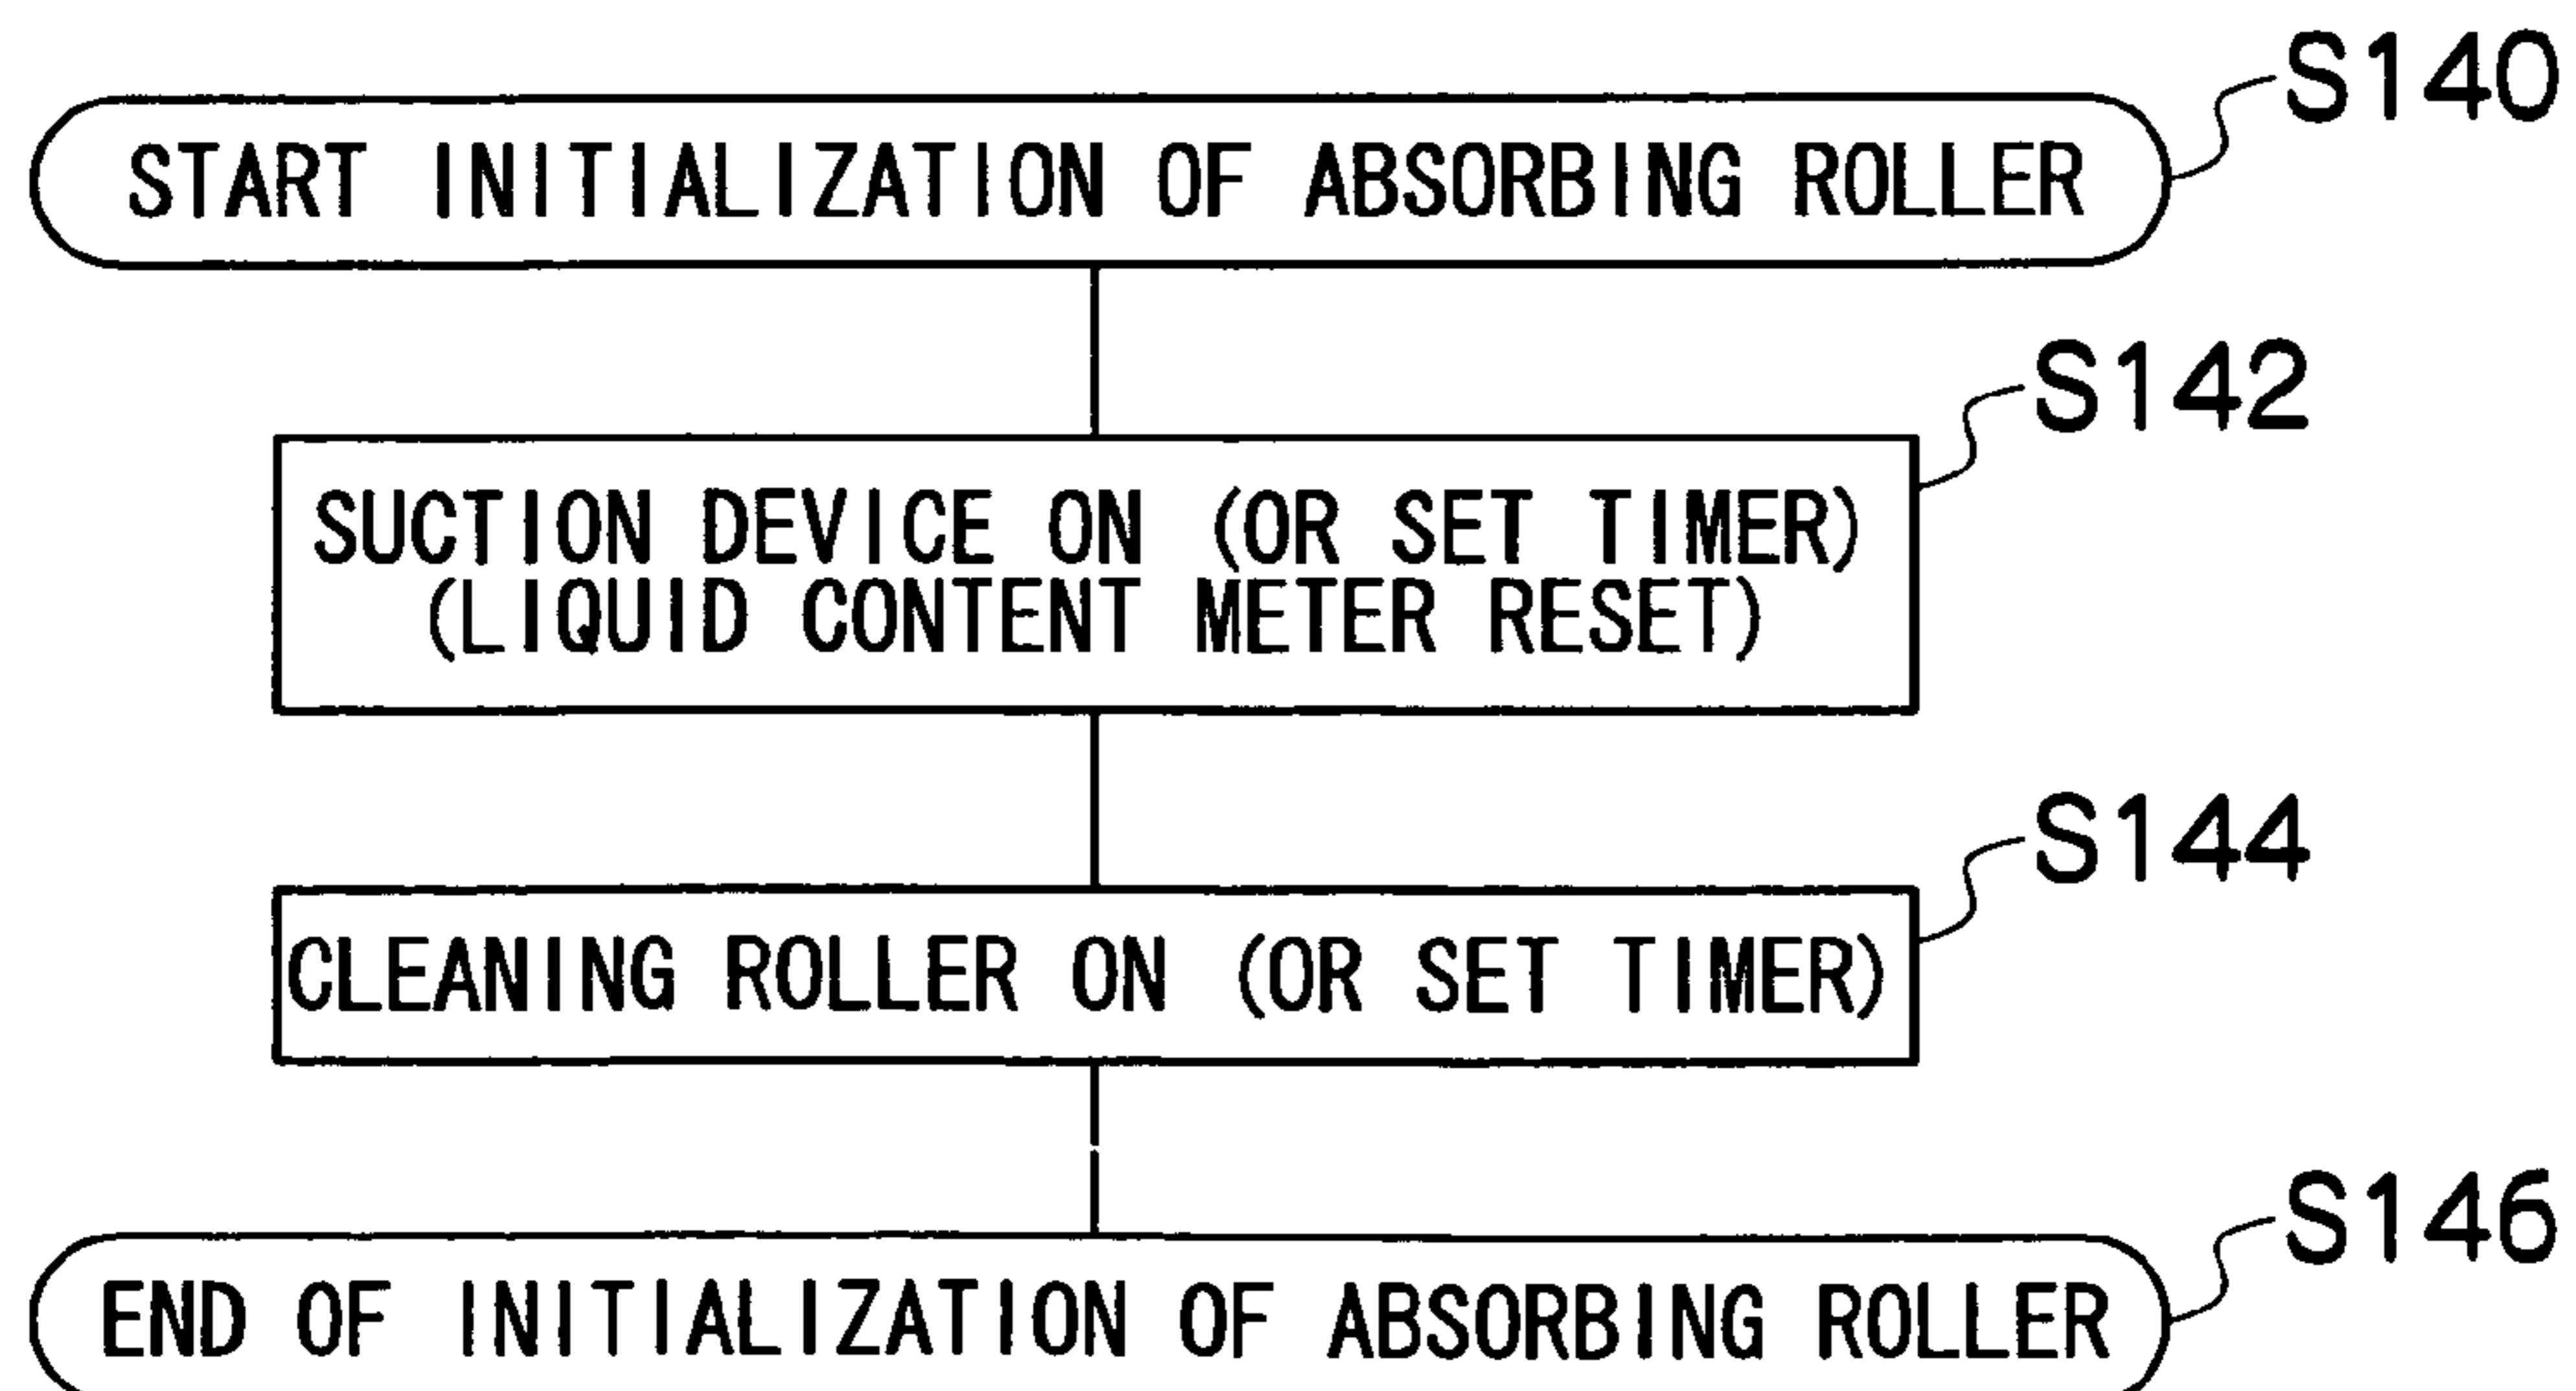 S140
START INITIALIZATION OF ABSORBING ROLLER
S142
SUCTION DEVICE ON (OR SET TIMER)
(LIQUID CONTENT METER RESET)
S144
CLEANING ROLLER ON (OR SET TIMER)
S146
END OF INITIALIZATION OF ABSORBING ROLLER